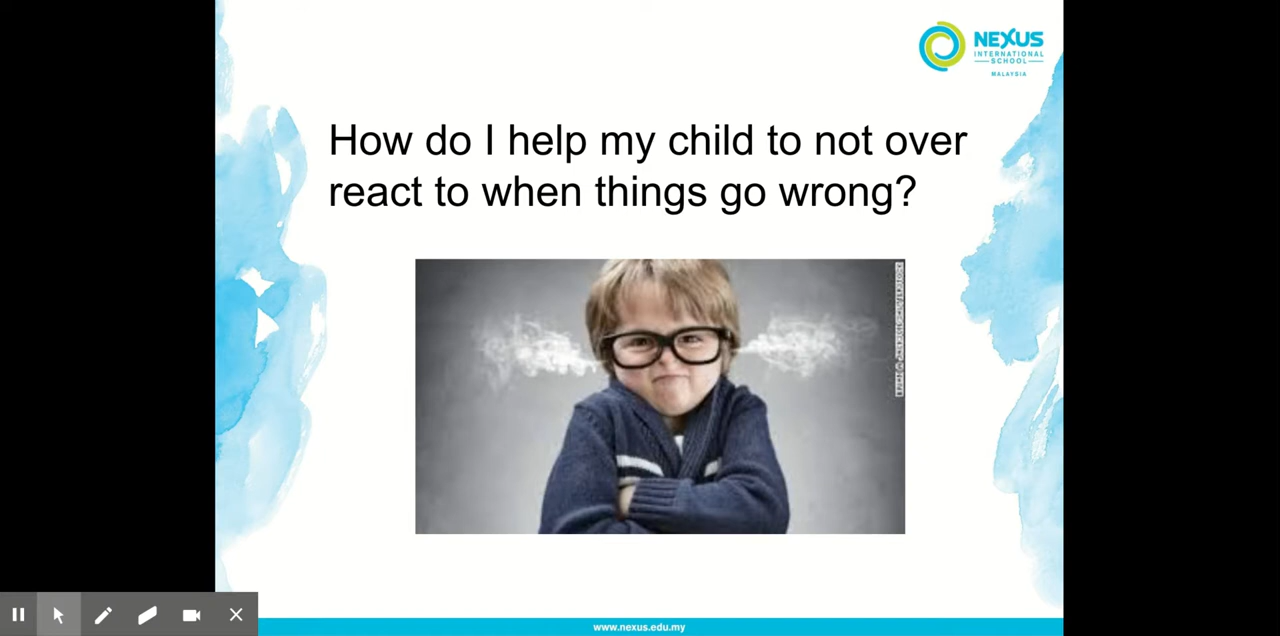 NEXUS
INTERNATIONAL
SCHOOL
MALAYSIA
How do I help my child to not over
react to when things go wrong?
www.nexus.edu.my